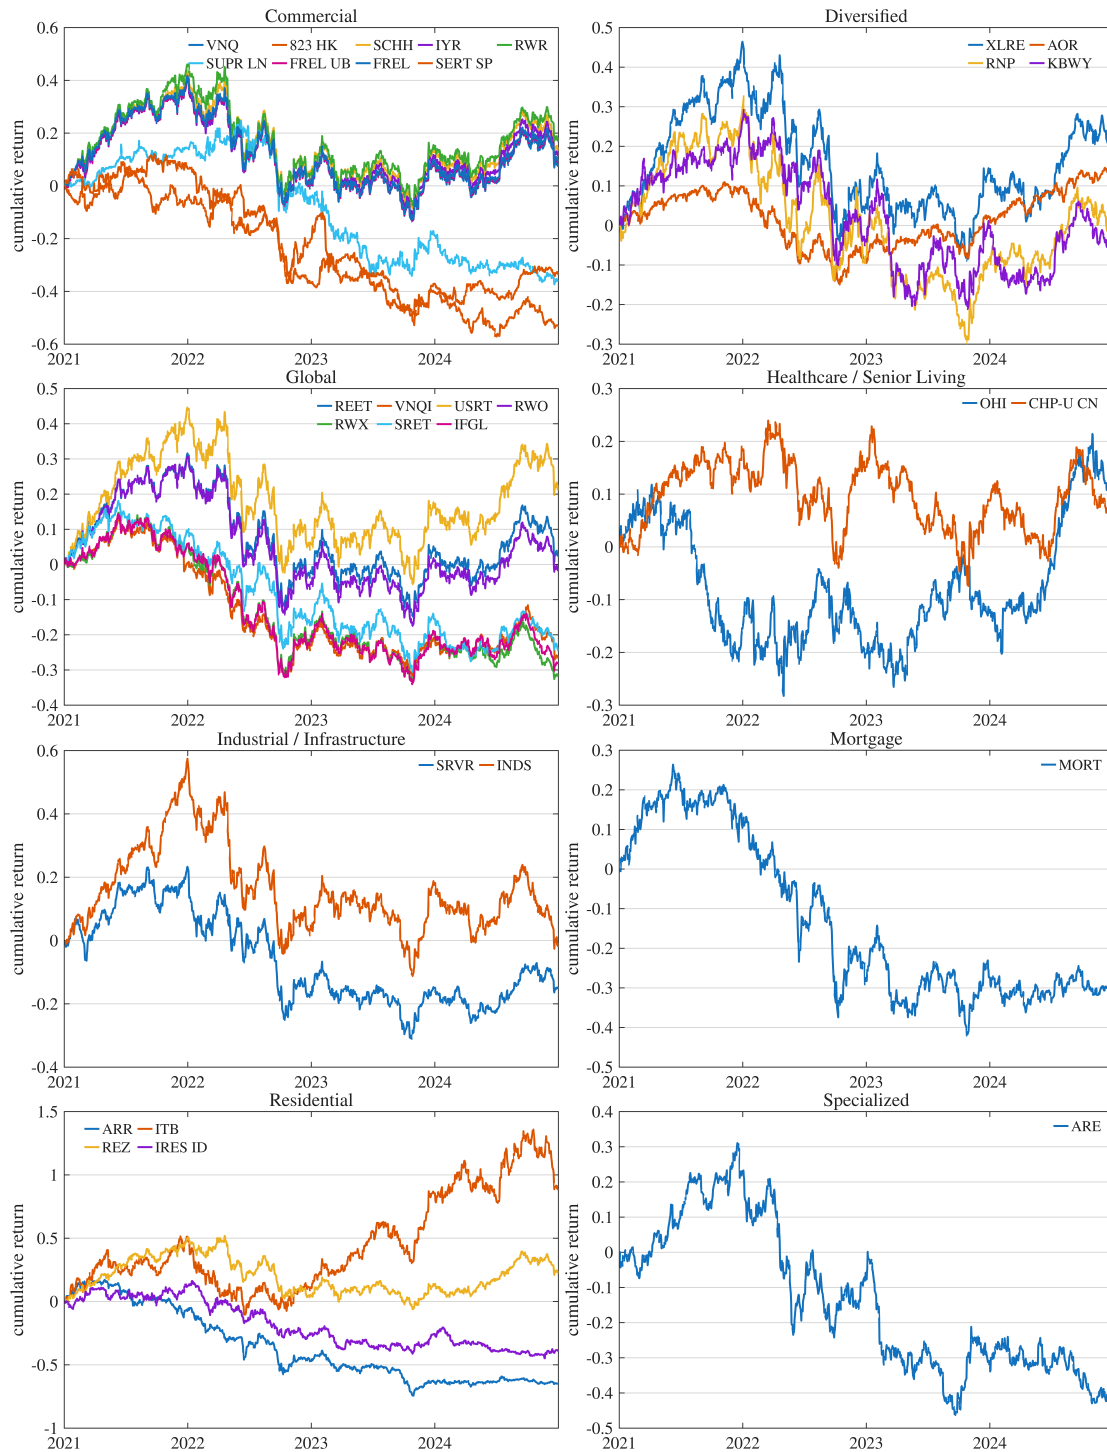 Commercial
cumulative return
0.6
0.4
0.2
0
-0.2
-0.4
-0.6
VNQ 823 HK SCHH IYR RWR
SUPR LN FREL UB FREL SERT SP
2021 2022 2023 2024
Diversified
cumulative return
0.5
0.4
0.3
0.2
0.1
0
-0.1
-0.2
-0.3
XLRE AOR
RNP KBWY
2021 2022 2023 2024
Global
cumulative return
0.5
0.4
0.3
0.2
0.1
0
-0.1
-0.2
-0.3
-0.4
REET VNQI USRT RWO
RWX SRET IFGL
2021 2022 2023 2024
Healthcare / Senior Living
cumulative return
0.3
0.2
0.1
0
-0.1
-0.2
-0.3
OHI CHP-U CN
2021 2022 2023 2024
Industrial / Infrastructure
cumulative return
0.6
0.4
0.2
0
-0.2
-0.4
SRVR INDS
2021 2022 2023 2024
Mortgage
cumulative return
0.3
0.2
0.1
0
-0.1
-0.2
-0.3
-0.4
-0.5
MORT
2021 2022 2023 2024
Residential
cumulative return
1.5
1
0.5
0
-0.5
-1
ARR ITB
REZ IRES ID
2021 2022 2023 2024
Specialized
cumulative return
0.4
0.3
0.2
0.1
0
-0.1
-0.2
-0.3
-0.4
-0.5
ARE
2021 2022 2023 2024